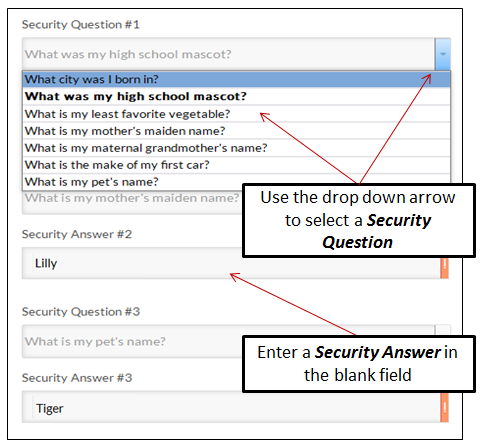 Security Question #1
What was my high school mascot?
What city was I born in?
What was my high school mascot?
What is my least favorite vegetable?
What is my mother's maiden name?
What is my maternal grandmother's name?
What is the make of my first car?
What is my pet's name?
What is my mother's maiden name?
Use the drop down arrow
to select a Security
Question
Security Answer #2
Lilly
Security Question #3
What is my pet's name?
Enter a Security Answer in
the blank field
Security Answer #3
Tiger